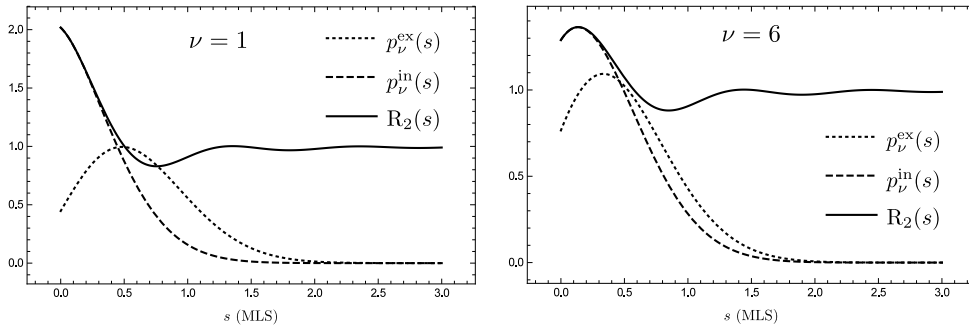 ν = 1
p_ν^ex(s)
p_ν^in(s)
R₂(s)
2.0
1.5
1.0
0.5
0.0
0.0 0.5 1.0 1.5 2.0 2.5 3.0
s (MLS)
ν = 6
p_ν^ex(s)
p_ν^in(s)
R₂(s)
1.0
0.5
0.0
0.0 0.5 1.0 1.5 2.0 2.5 3.0
s (MLS)